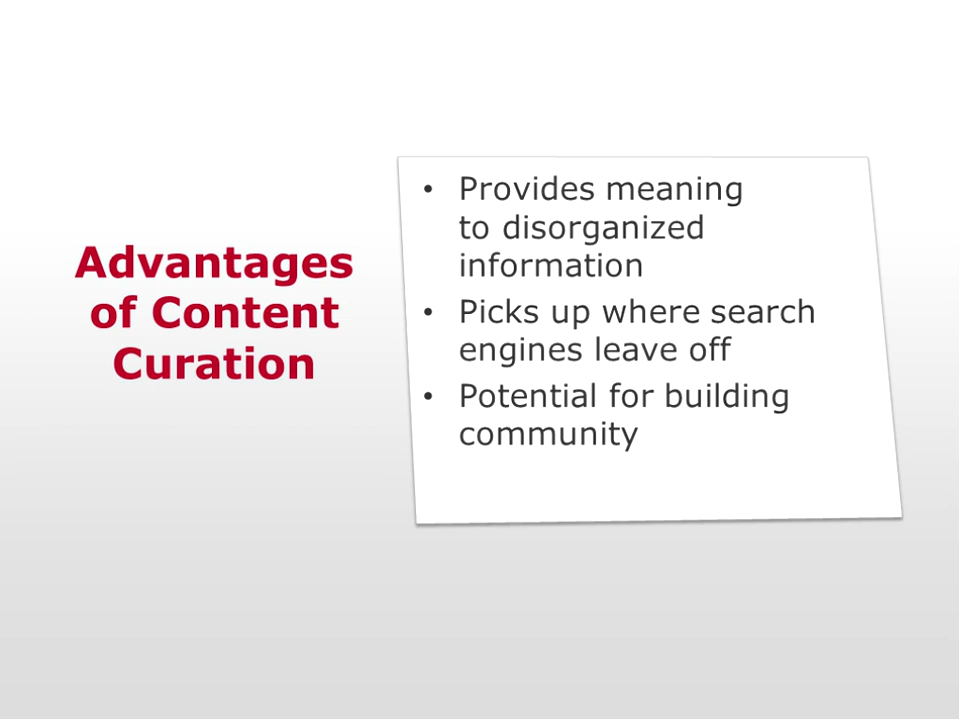 Advantages
of Content
Curation
• Provides meaning
to disorganized
information
• Picks up where search
engines leave off
• Potential for building
community